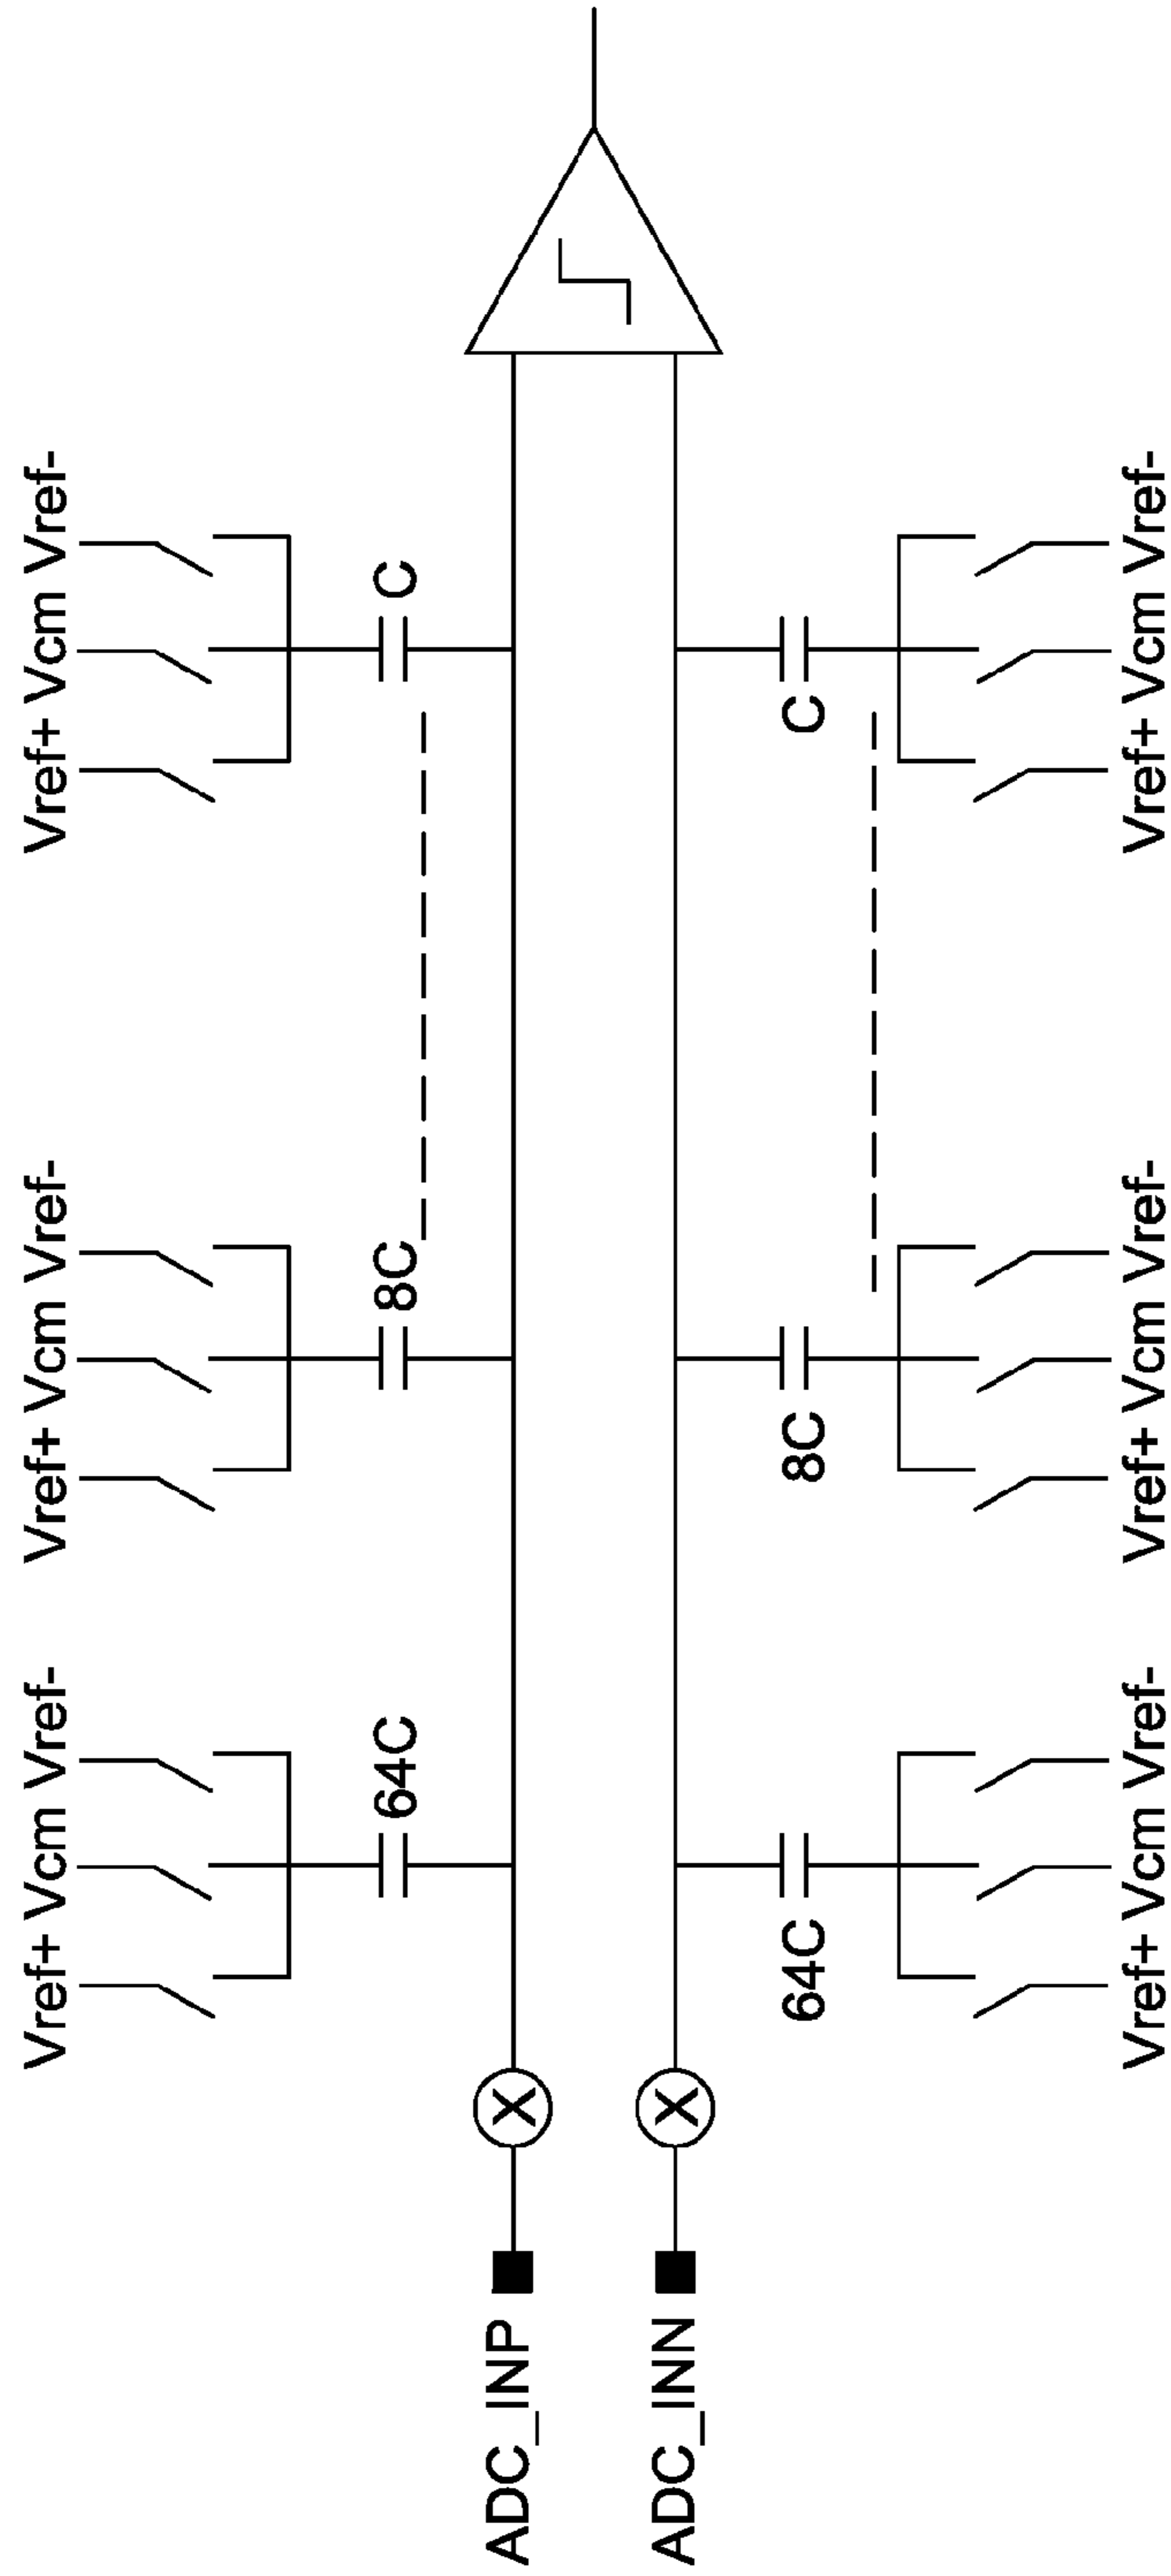 Vref+ Vcm Vref-
Vref+ Vcm Vref-
Vref+ Vcm Vref-
64C
8C
C
ADC_INP
X
ADC_INN
X
64C
8C
C
Vref+ Vcm Vref-
Vref+ Vcm Vref-
Vref+ Vcm Vref-